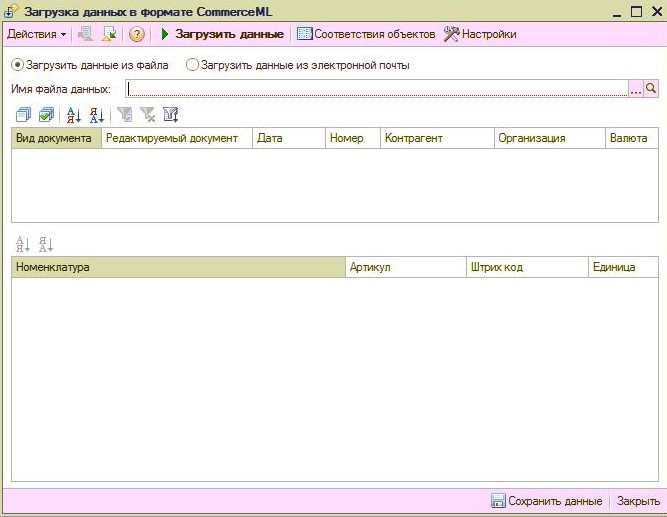 Загрузка данных в формате CommerceML
Действия Загрузить данные Соответствия объектов Настройки
Загрузить данные из файла Загрузить данные из электронной почты
Имя файла данных: ...
Вид документа Редактируемый документ Дата Номер Контрагент Организация Валюта
Номенклатура Артикул Штрих код Единица
Сохранить данные Закрыть